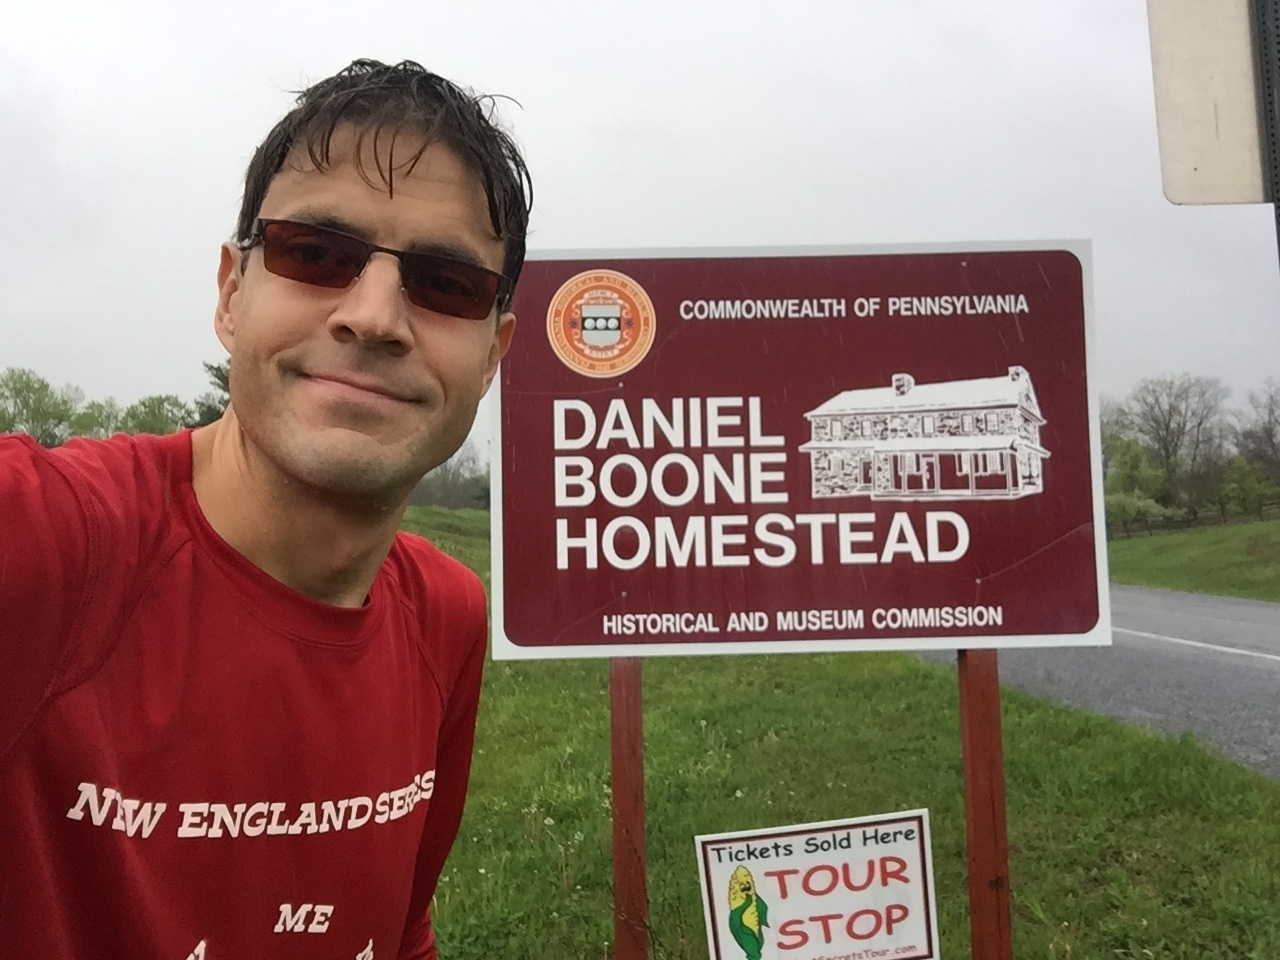 COMMONWEALTH OF PENNSYLVANIA
DANIEL
BOONE
HOMESTEAD
HISTORICAL AND MUSEUM COMMISSION
NEW ENGLAND SERIES
ME
Tickets Sold Here
TOUR
STOP